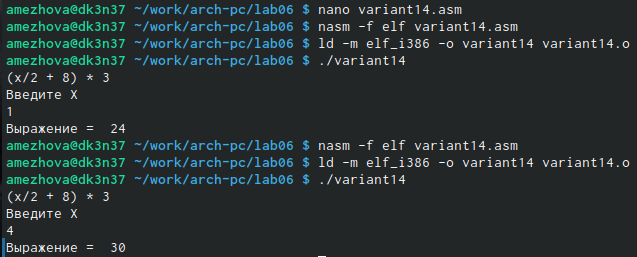 amezhova@dk3n37 ~/work/arch-pc/lab06 $ nano variant14.asm
amezhova@dk3n37 ~/work/arch-pc/lab06 $ nasm -f elf variant14.asm
amezhova@dk3n37 ~/work/arch-pc/lab06 $ ld -m elf_i386 -o variant14 variant14.o
amezhova@dk3n37 ~/work/arch-pc/lab06 $ ./variant14
(x/2 + 8) * 3
Введите X
1
Выражение =  24
amezhova@dk3n37 ~/work/arch-pc/lab06 $ nasm -f elf variant14.asm
amezhova@dk3n37 ~/work/arch-pc/lab06 $ ld -m elf_i386 -o variant14 variant14.o
amezhova@dk3n37 ~/work/arch-pc/lab06 $ ./variant14
(x/2 + 8) * 3
Введите X
4
Выражение =  30